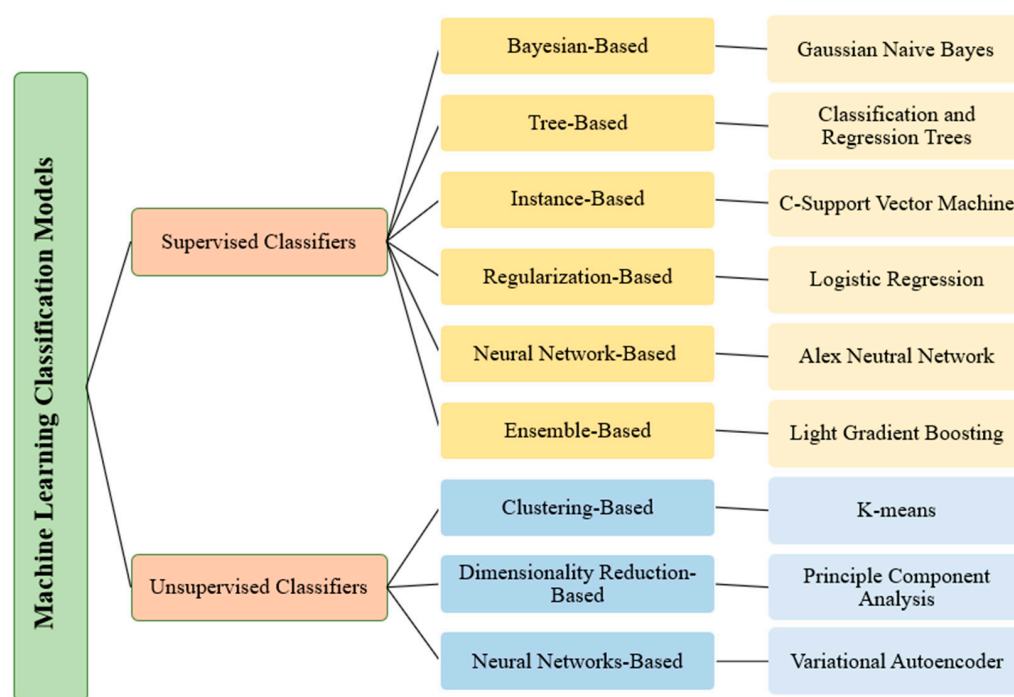 Machine Learning Classification Models
Supervised Classifiers
Bayesian-Based
Gaussian Naive Bayes
Tree-Based
Classification and
Regression Trees
Instance-Based
C-Support Vector Machine
Regularization-Based
Logistic Regression
Neural Network-Based
Alex Neutral Network
Ensemble-Based
Light Gradient Boosting
Unsupervised Classifiers
Clustering-Based
K-means
Dimensionality Reduction-
Based
Principle Component
Analysis
Neural Networks-Based
Variational Autoencoder